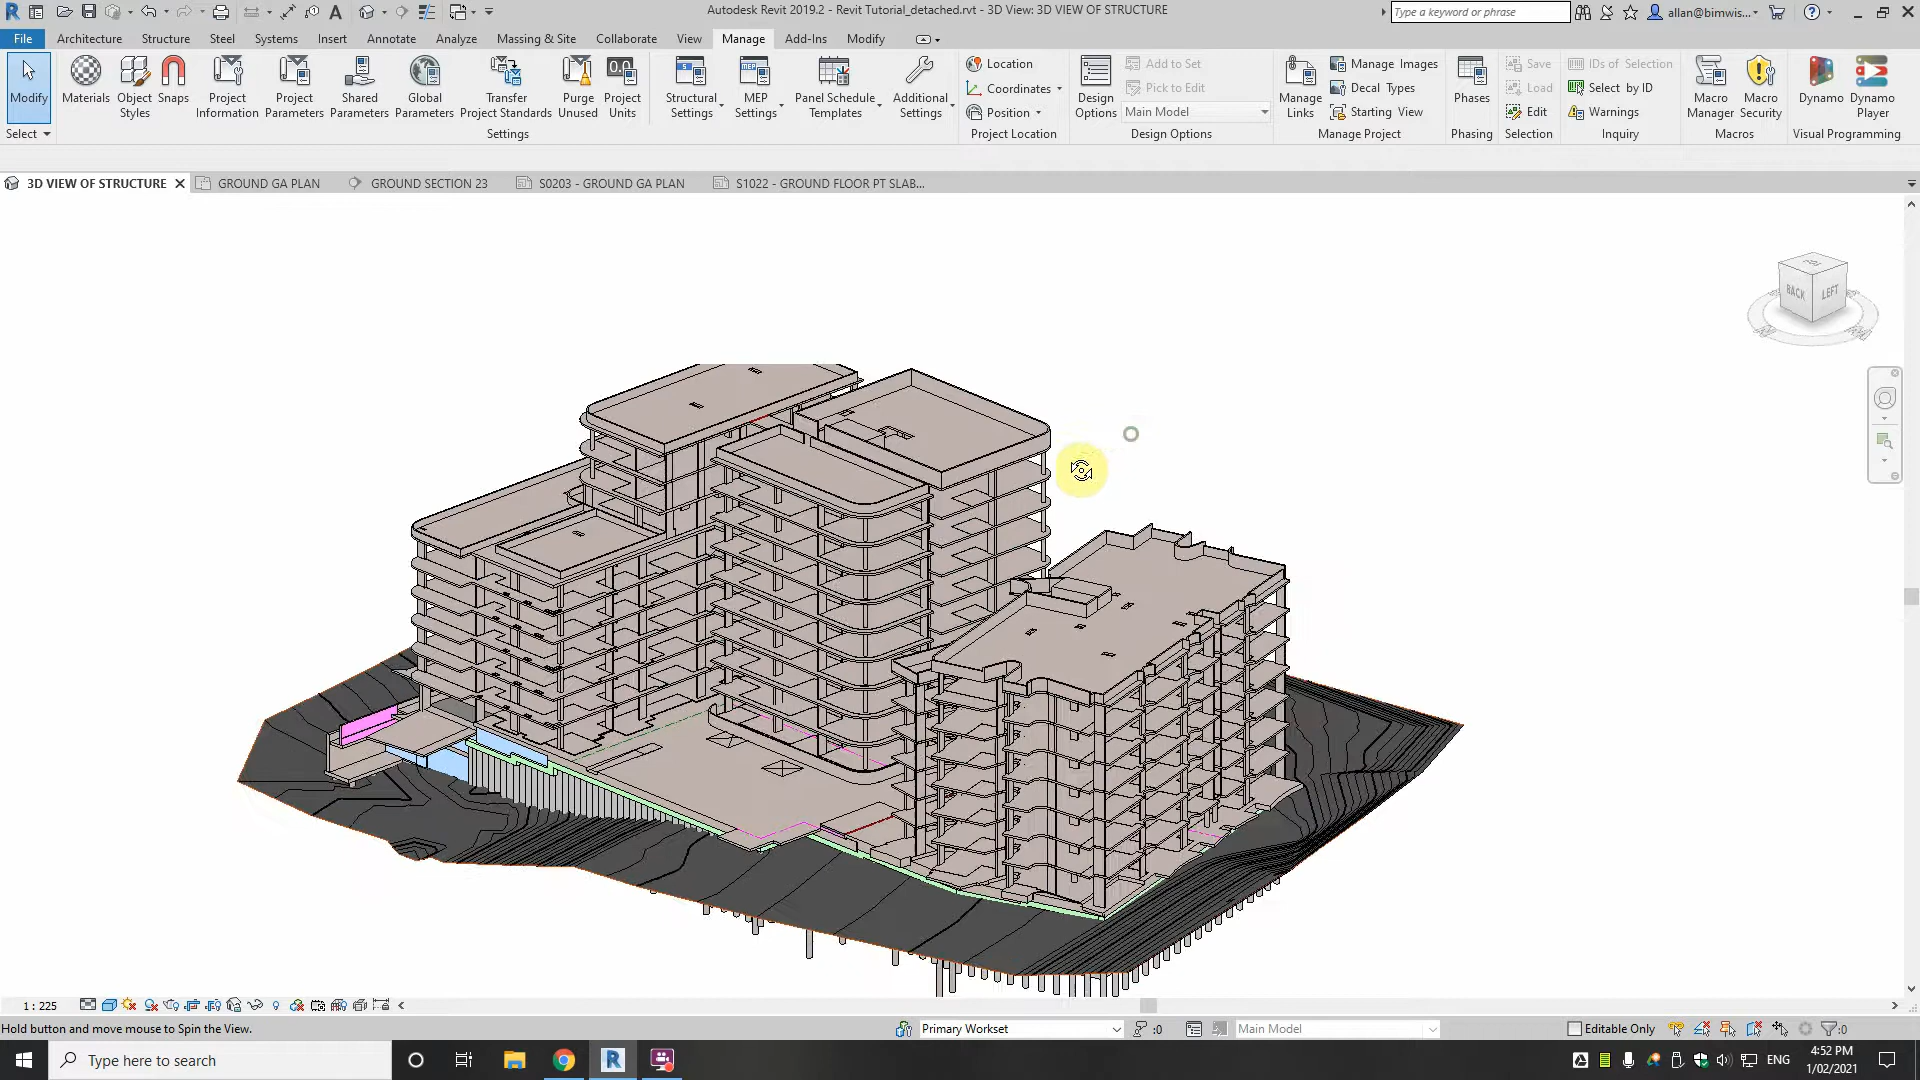 Autodesk Revit 2019.2 - Revit Tutorial_detached.rvt - 3D View: 3D VIEW OF STRUCTURE
Type a keyword or phrase
allan@bimwis...
File Architecture Structure Steel Systems Insert Annotate Analyze Massing & Site Collaborate View Manage Add-Ins Modify
Modify
Materials
Object Styles
Snaps
Project Information
Project Parameters
Shared Parameters
Global Parameters
Transfer Project Standards
Purge Unused
Project Units
Structural Settings
MEP Settings
Panel Schedule Templates
Additional Settings
Location
Coordinates
Position
Design Options
Add to Set
Pick to Edit
Main Model
Manage Links
Manage Images
Decal Types
Starting View
Phases
Save
Load
Edit
IDs of Selection
Select by ID
Warnings
Macro Manager
Macro Security
Dynamo
Dynamo Player
Select Settings Project Location Design Options Manage Project Phasing Selection Inquiry Macros Visual Programming
3D VIEW OF STRUCTURE GROUND GA PLAN GROUND SECTION 23 S0203 - GROUND GA PLAN S1022 - GROUND FLOOR PT SLAB...
BACK LEFT
1 : 225
Hold button and move mouse to Spin the View.
Primary Workset
:0
Main Model
Editable Only
:0
Type here to search
ENG
4:52 PM
1/02/2021